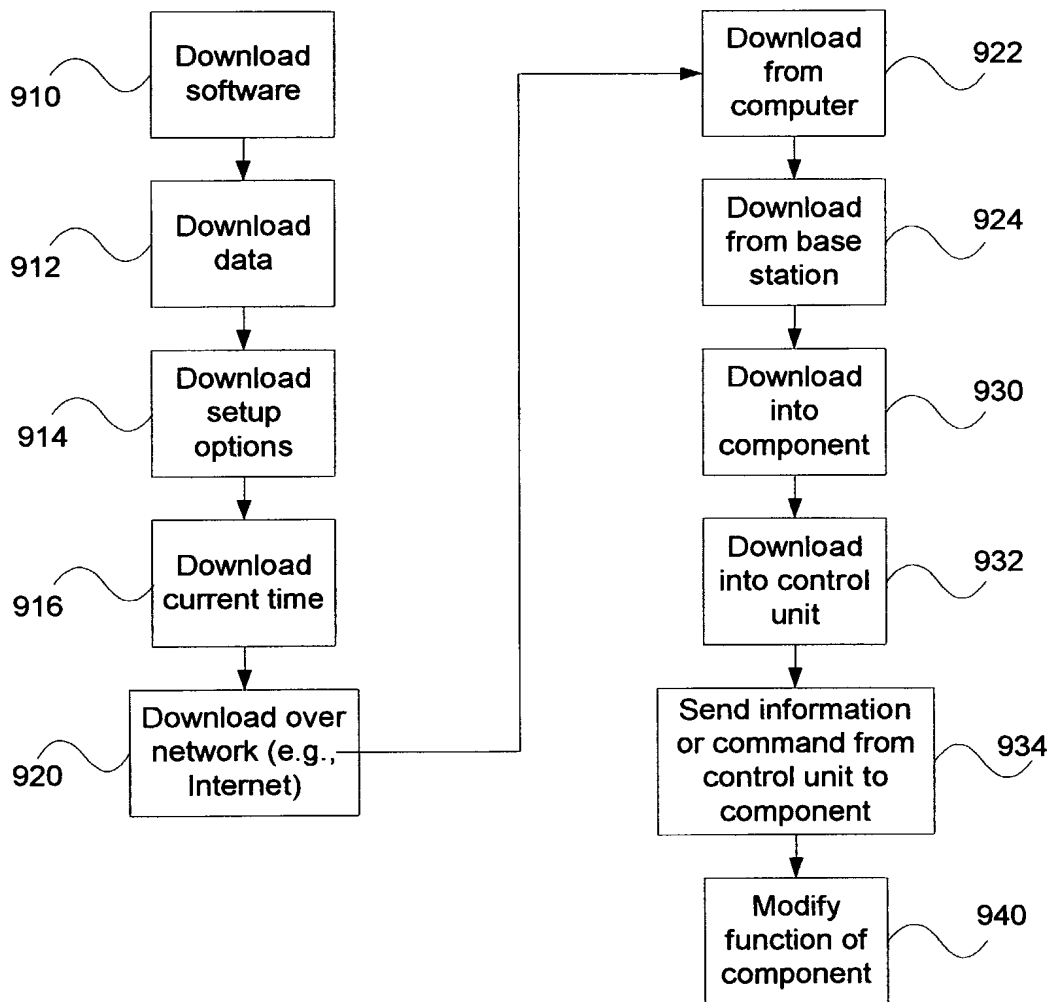 Download
software
910
Download
data
912
Download
setup
options
914
Download
current time
916
Download over
network (e.g.,
Internet)
920
Download
from
computer
922
Download
from base
station
924
Download
into
component
930
Download
into control
unit
932
Send information
or command from
control unit to
component
934
Modify
function of
component
940